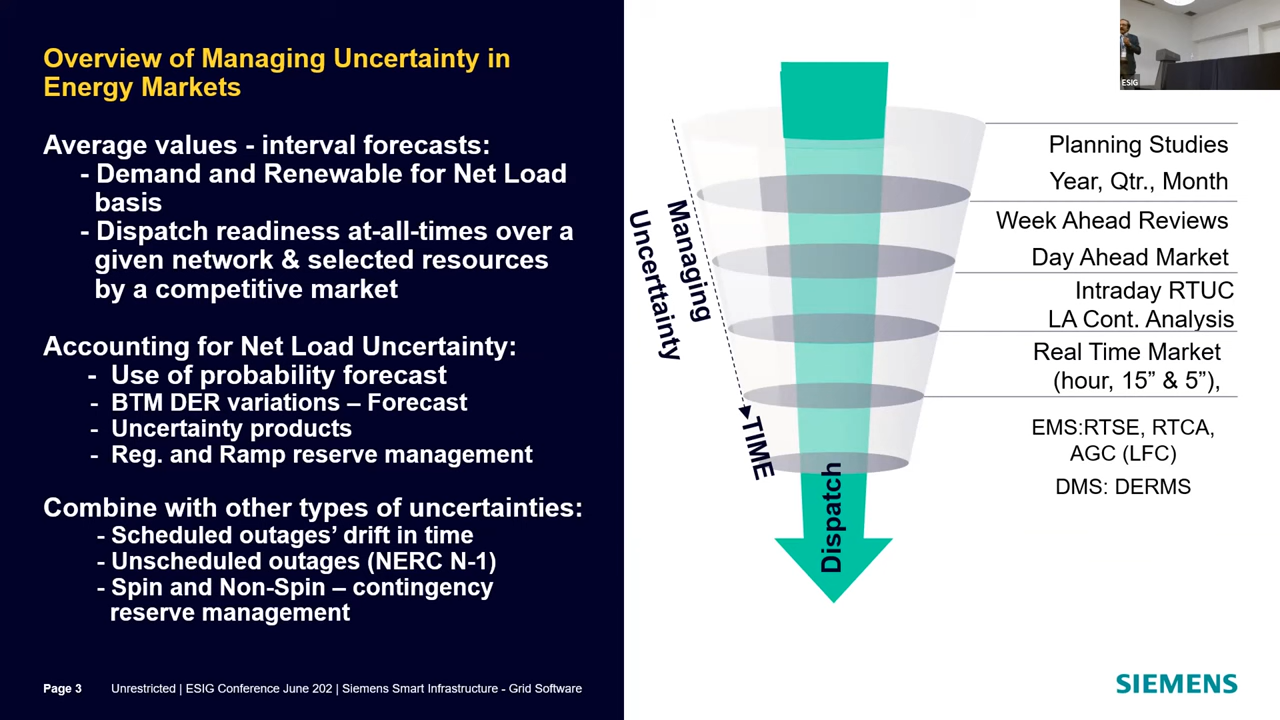 Overview of Managing Uncertainty in
Energy Markets
Average values - interval forecasts:
- Demand and Renewable for Net Load
basis
- Dispatch readiness at-all-times over a
given network & selected resources
by a competitive market
Accounting for Net Load Uncertainty:
- Use of probability forecast
- BTM DER variations – Forecast
- Uncertainty products
- Reg. and Ramp reserve management
Combine with other types of uncertainties:
- Scheduled outages’ drift in time
- Unscheduled outages (NERC N-1)
- Spin and Non-Spin – contingency
reserve management
Page 3 Unrestricted | ESIG Conference June 202 | Siemens Smart Infrastructure - Grid Software
Managing
Uncerttainty
TIME
Dispatch
Planning Studies
Year, Qtr., Month
Week Ahead Reviews
Day Ahead Market
Intraday RTUC
LA Cont. Analysis
Real Time Market
(hour, 15” & 5”),
EMS:RTSE, RTCA,
AGC (LFC)
DMS: DERMS
ESIG
SIEMENS